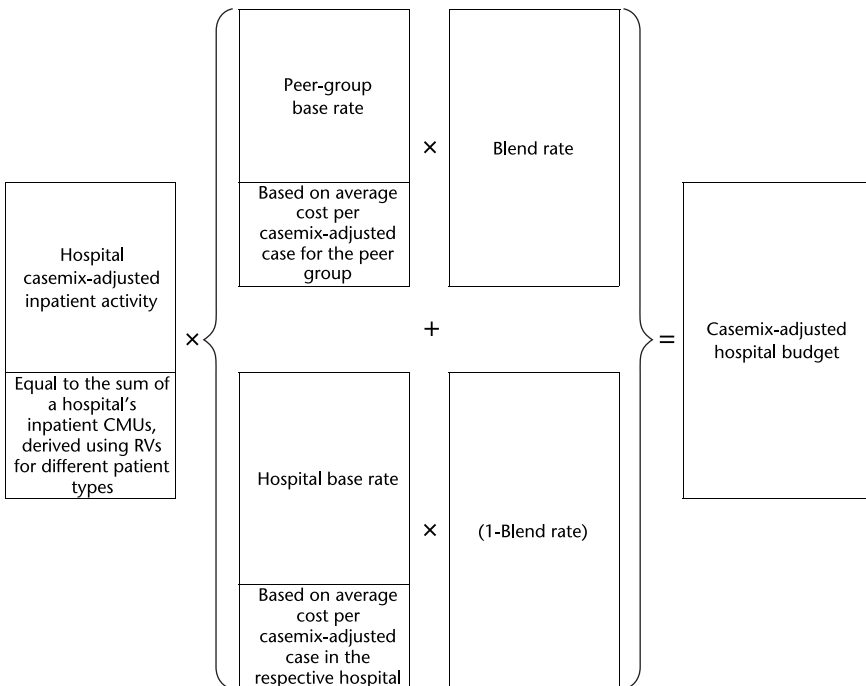 Hospital
casemix-adjusted
inpatient activity
Equal to the sum of
a hospital's
inpatient CMUs,
derived using RVs
for different patient
types
×
Peer-group
base rate
Based on average
cost per
casemix-adjusted
case for the peer
group
×
Blend rate
+
Hospital base rate
Based on average
cost per
casemix-adjusted
case in the
respective hospital
×
(1-Blend rate)
=
Casemix-adjusted
hospital budget